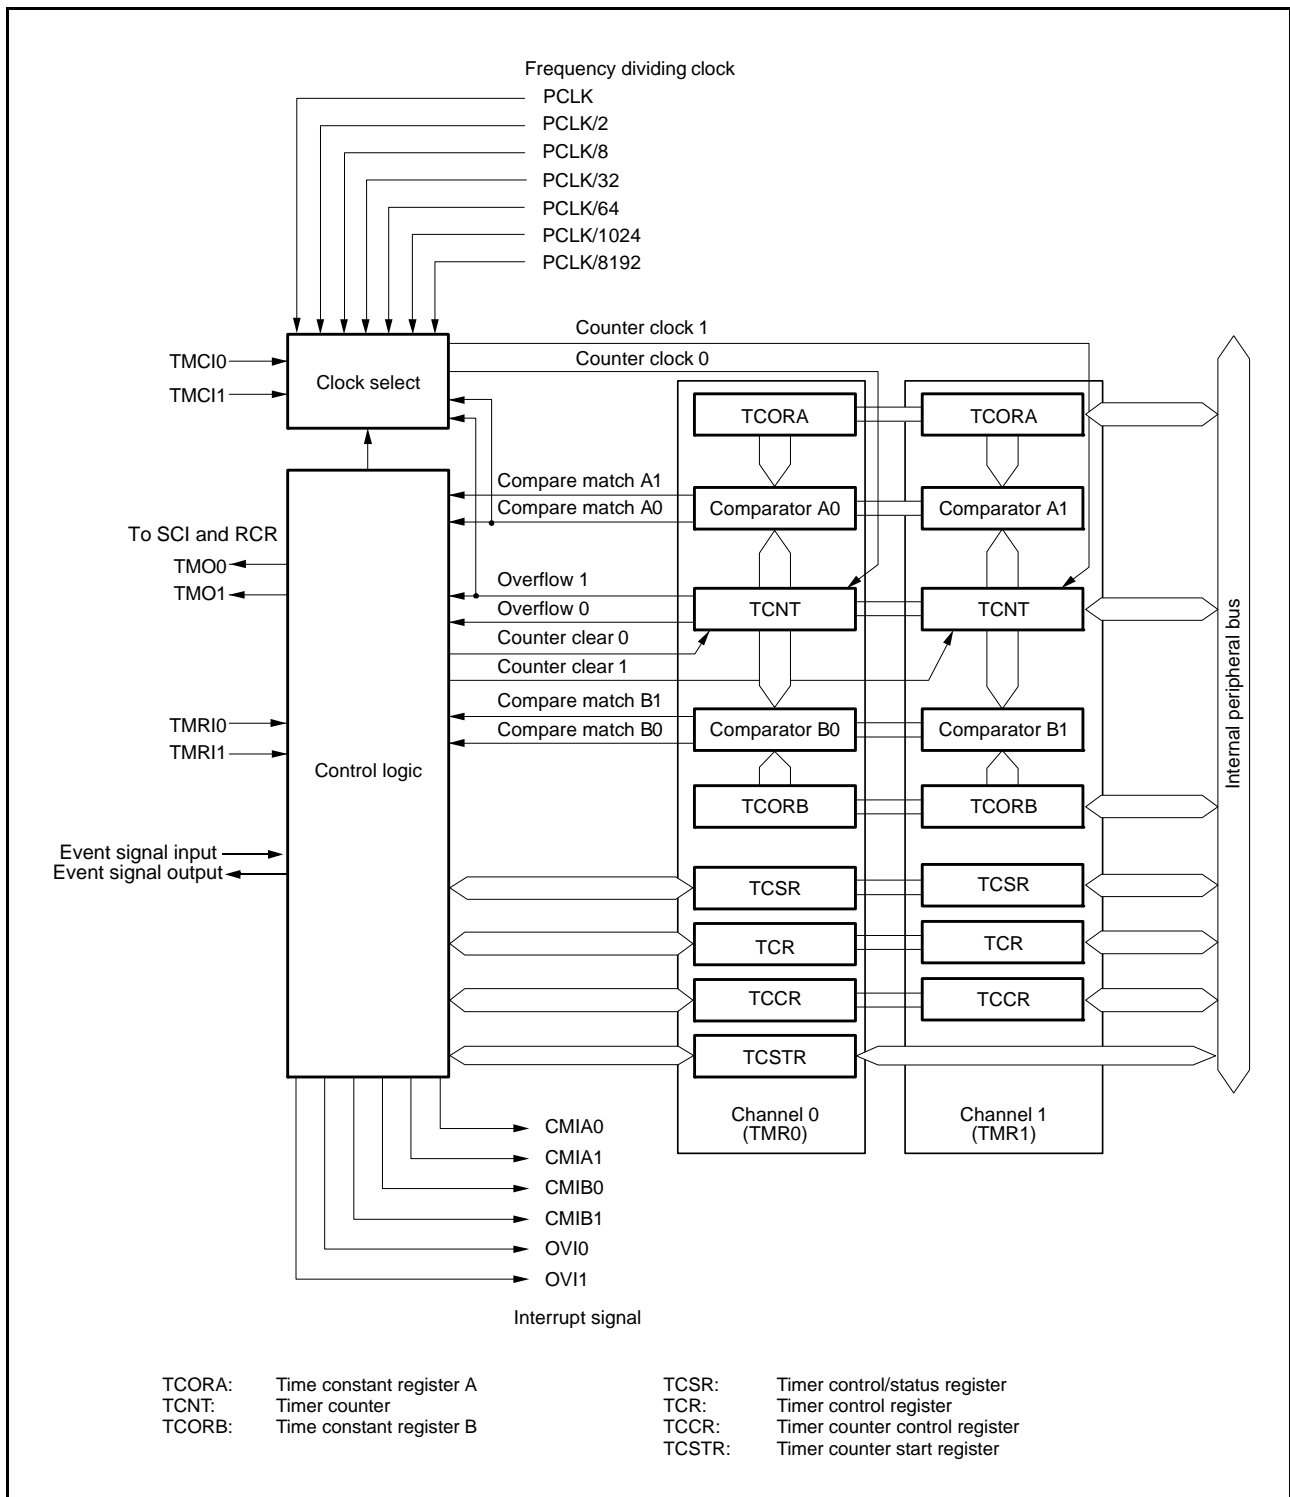 Frequency dividing clock
PCLK
PCLK/2
PCLK/8
PCLK/32
PCLK/64
PCLK/1024
PCLK/8192
Counter clock 1
Counter clock 0
TMCI0
TMCI1
Clock select
TCORA
TCORA
Compare match A1
Compare match A0
Comparator A0
Comparator A1
To SCI and RCR
TMO0
TMO1
Overflow 1
Overflow 0
TCNT
TCNT
Counter clear 0
Counter clear 1
Compare match B1
Compare match B0
Comparator B0
Comparator B1
TMRI0
TMRI1
Control logic
Internal peripheral bus
TCORB
TCORB
Event signal input
Event signal output
TCSR
TCSR
TCR
TCR
TCCR
TCCR
TCSTR
Channel 0
(TMR0)
Channel 1
(TMR1)
CMIA0
CMIA1
CMIB0
CMIB1
OVI0
OVI1
Interrupt signal
TCORA: Time constant register A
TCNT: Timer counter
TCORB: Time constant register B
TCSR: Timer control/status register
TCR: Timer control register
TCCR: Timer counter control register
TCSTR: Timer counter start register